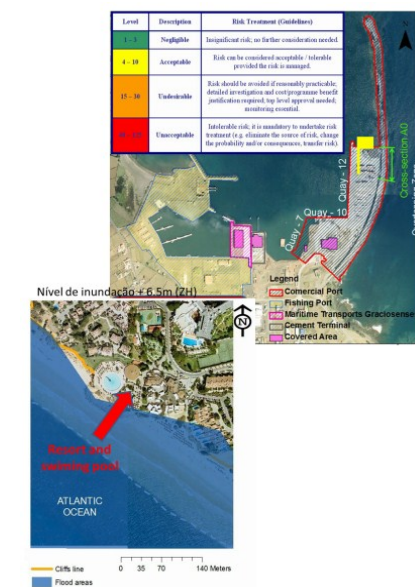 Level Description Risk Treatment (Guidelines)
1 – 3 Negligible Insignificant risk; no further consideration needed.
4 – 10 Acceptable Risk can be considered acceptable / tolerable
provided the risk is managed.
15 – 30 Undesirable Risk should be avoided if reasonably practicable,
detailed investigation and cost/programme benefit
justification required; top level approval needed;
monitoring essential.
Unacceptable Intolerable risk; it is mandatory to undertake risk
treatment (e.g. eliminate the source of risk, change
the probability and/or consequences, transfer risk).
A
Quay - 12
Cross-section AO
Quay - 10
Quay - 7
Legend
Comercial Port
Fishing Port
Maritime Transports Graciosense
Cement Terminal
Covered Area
Nível de inundação + 6,5m (ZH)
N
Resort and
swiming pool
ATLANTIC
OCEAN
Cliffs line
Flood areas
0 35 70 140 Meters